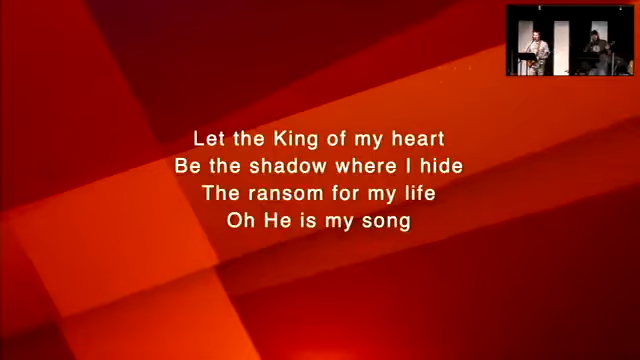 Let the King of my heart
Be the shadow where I hide
The ransom for my life
Oh He is my song